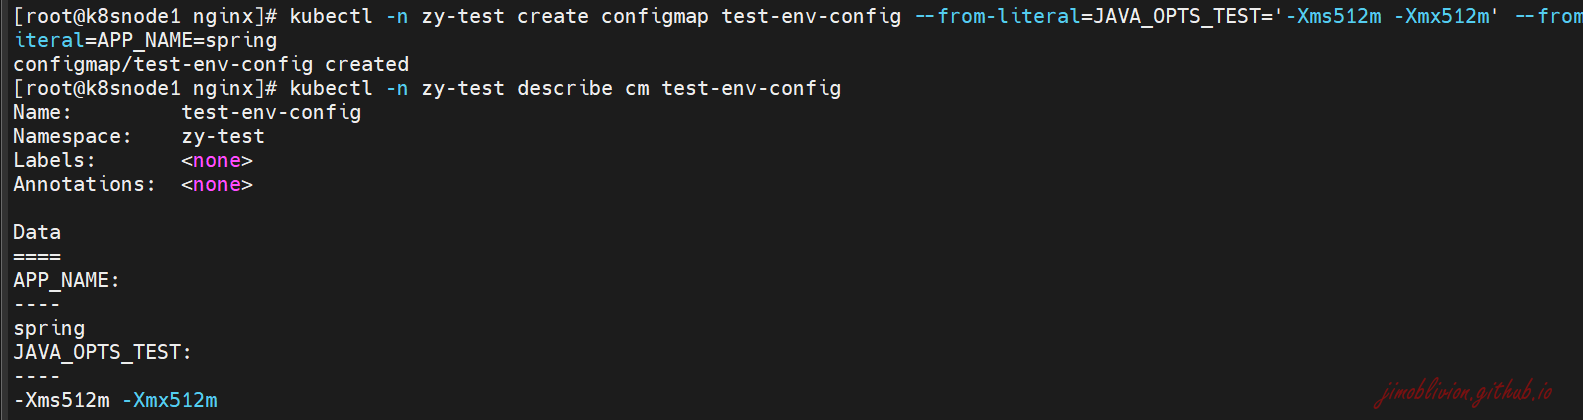 [root@k8snode1 nginx]# kubectl -n zy-test create configmap test-env-config --from-literal=JAVA_OPTS_TEST='-Xms512m -Xmx512m' --from
iteral=APP_NAME=spring
configmap/test-env-config created
[root@k8snode1 nginx]# kubectl -n zy-test describe cm test-env-config
Name:         test-env-config
Namespace:    zy-test
Labels:       <none>
Annotations:  <none>

Data
====
APP_NAME:
----
spring
JAVA_OPTS_TEST:
----
-Xms512m -Xmx512m
jimoblivion.github.io